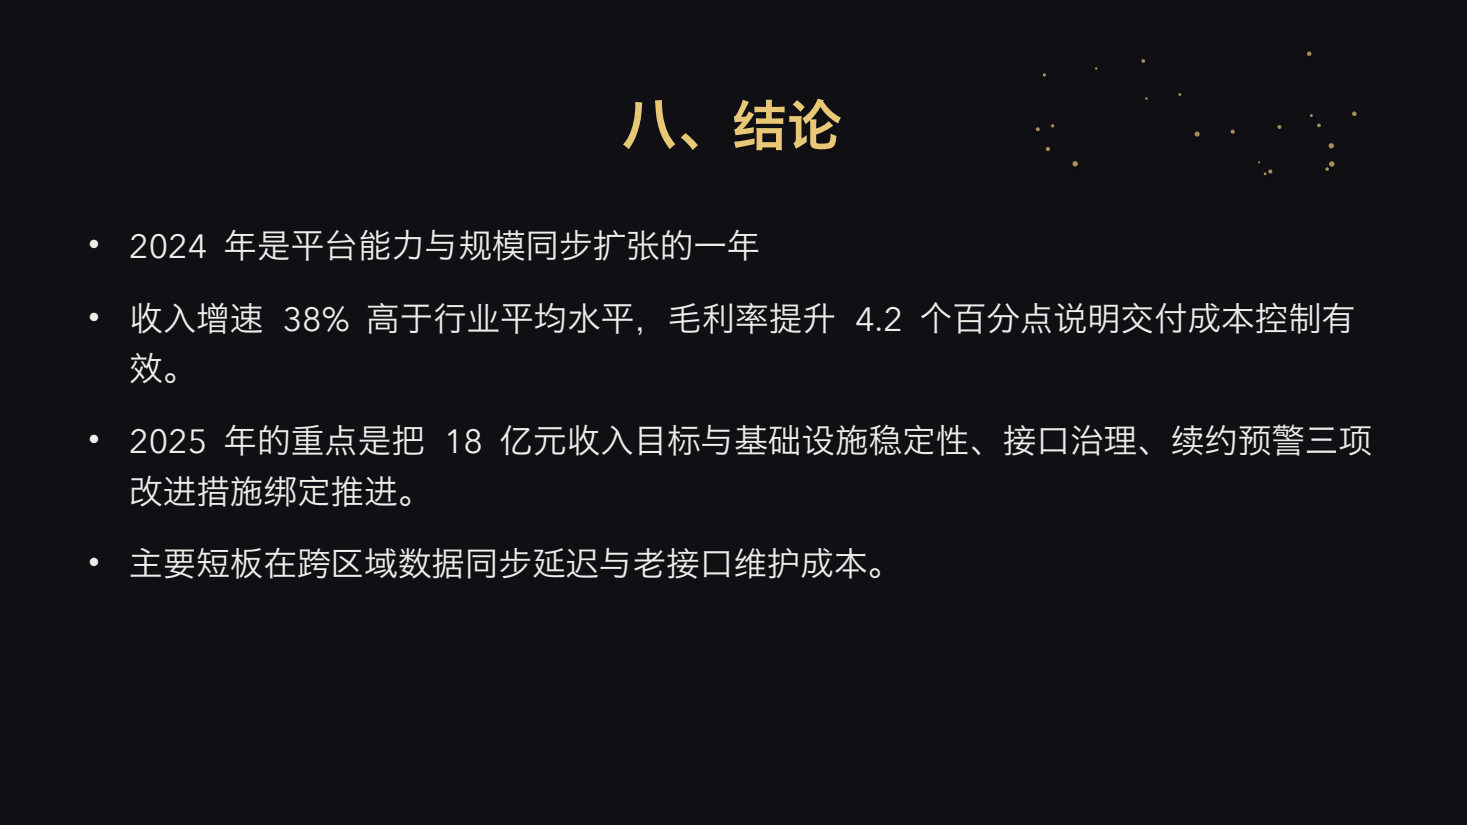 八、结论
• 2024 年是平台能力与规模同步扩张的一年
• 收入增速 38% 高于行业平均水平，毛利率提升 4.2 个百分点说明交付成本控制有
效。
• 2025 年的重点是把 18 亿元收入目标与基础设施稳定性、接口治理、续约预警三项
改进措施绑定推进。
• 主要短板在跨区域数据同步延迟与老接口维护成本。